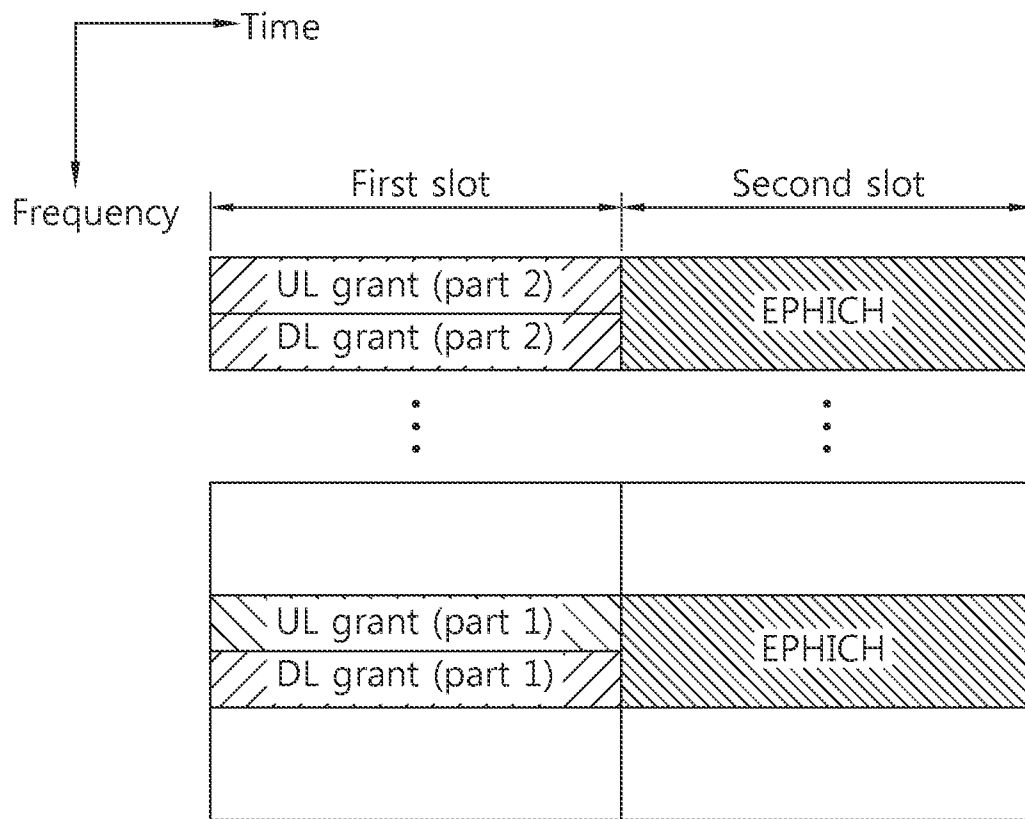 Time
Frequency
First slot
Second slot
UL grant (part 2)
DL grant (part 2)
EPHICH
UL grant (part 1)
DL grant (part 1)
EPHICH